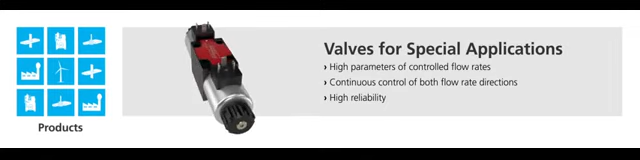 Valves for Special Applications
› High parameters of controlled flow rates
› Continuous control of both flow rate directions
› High reliability
Products